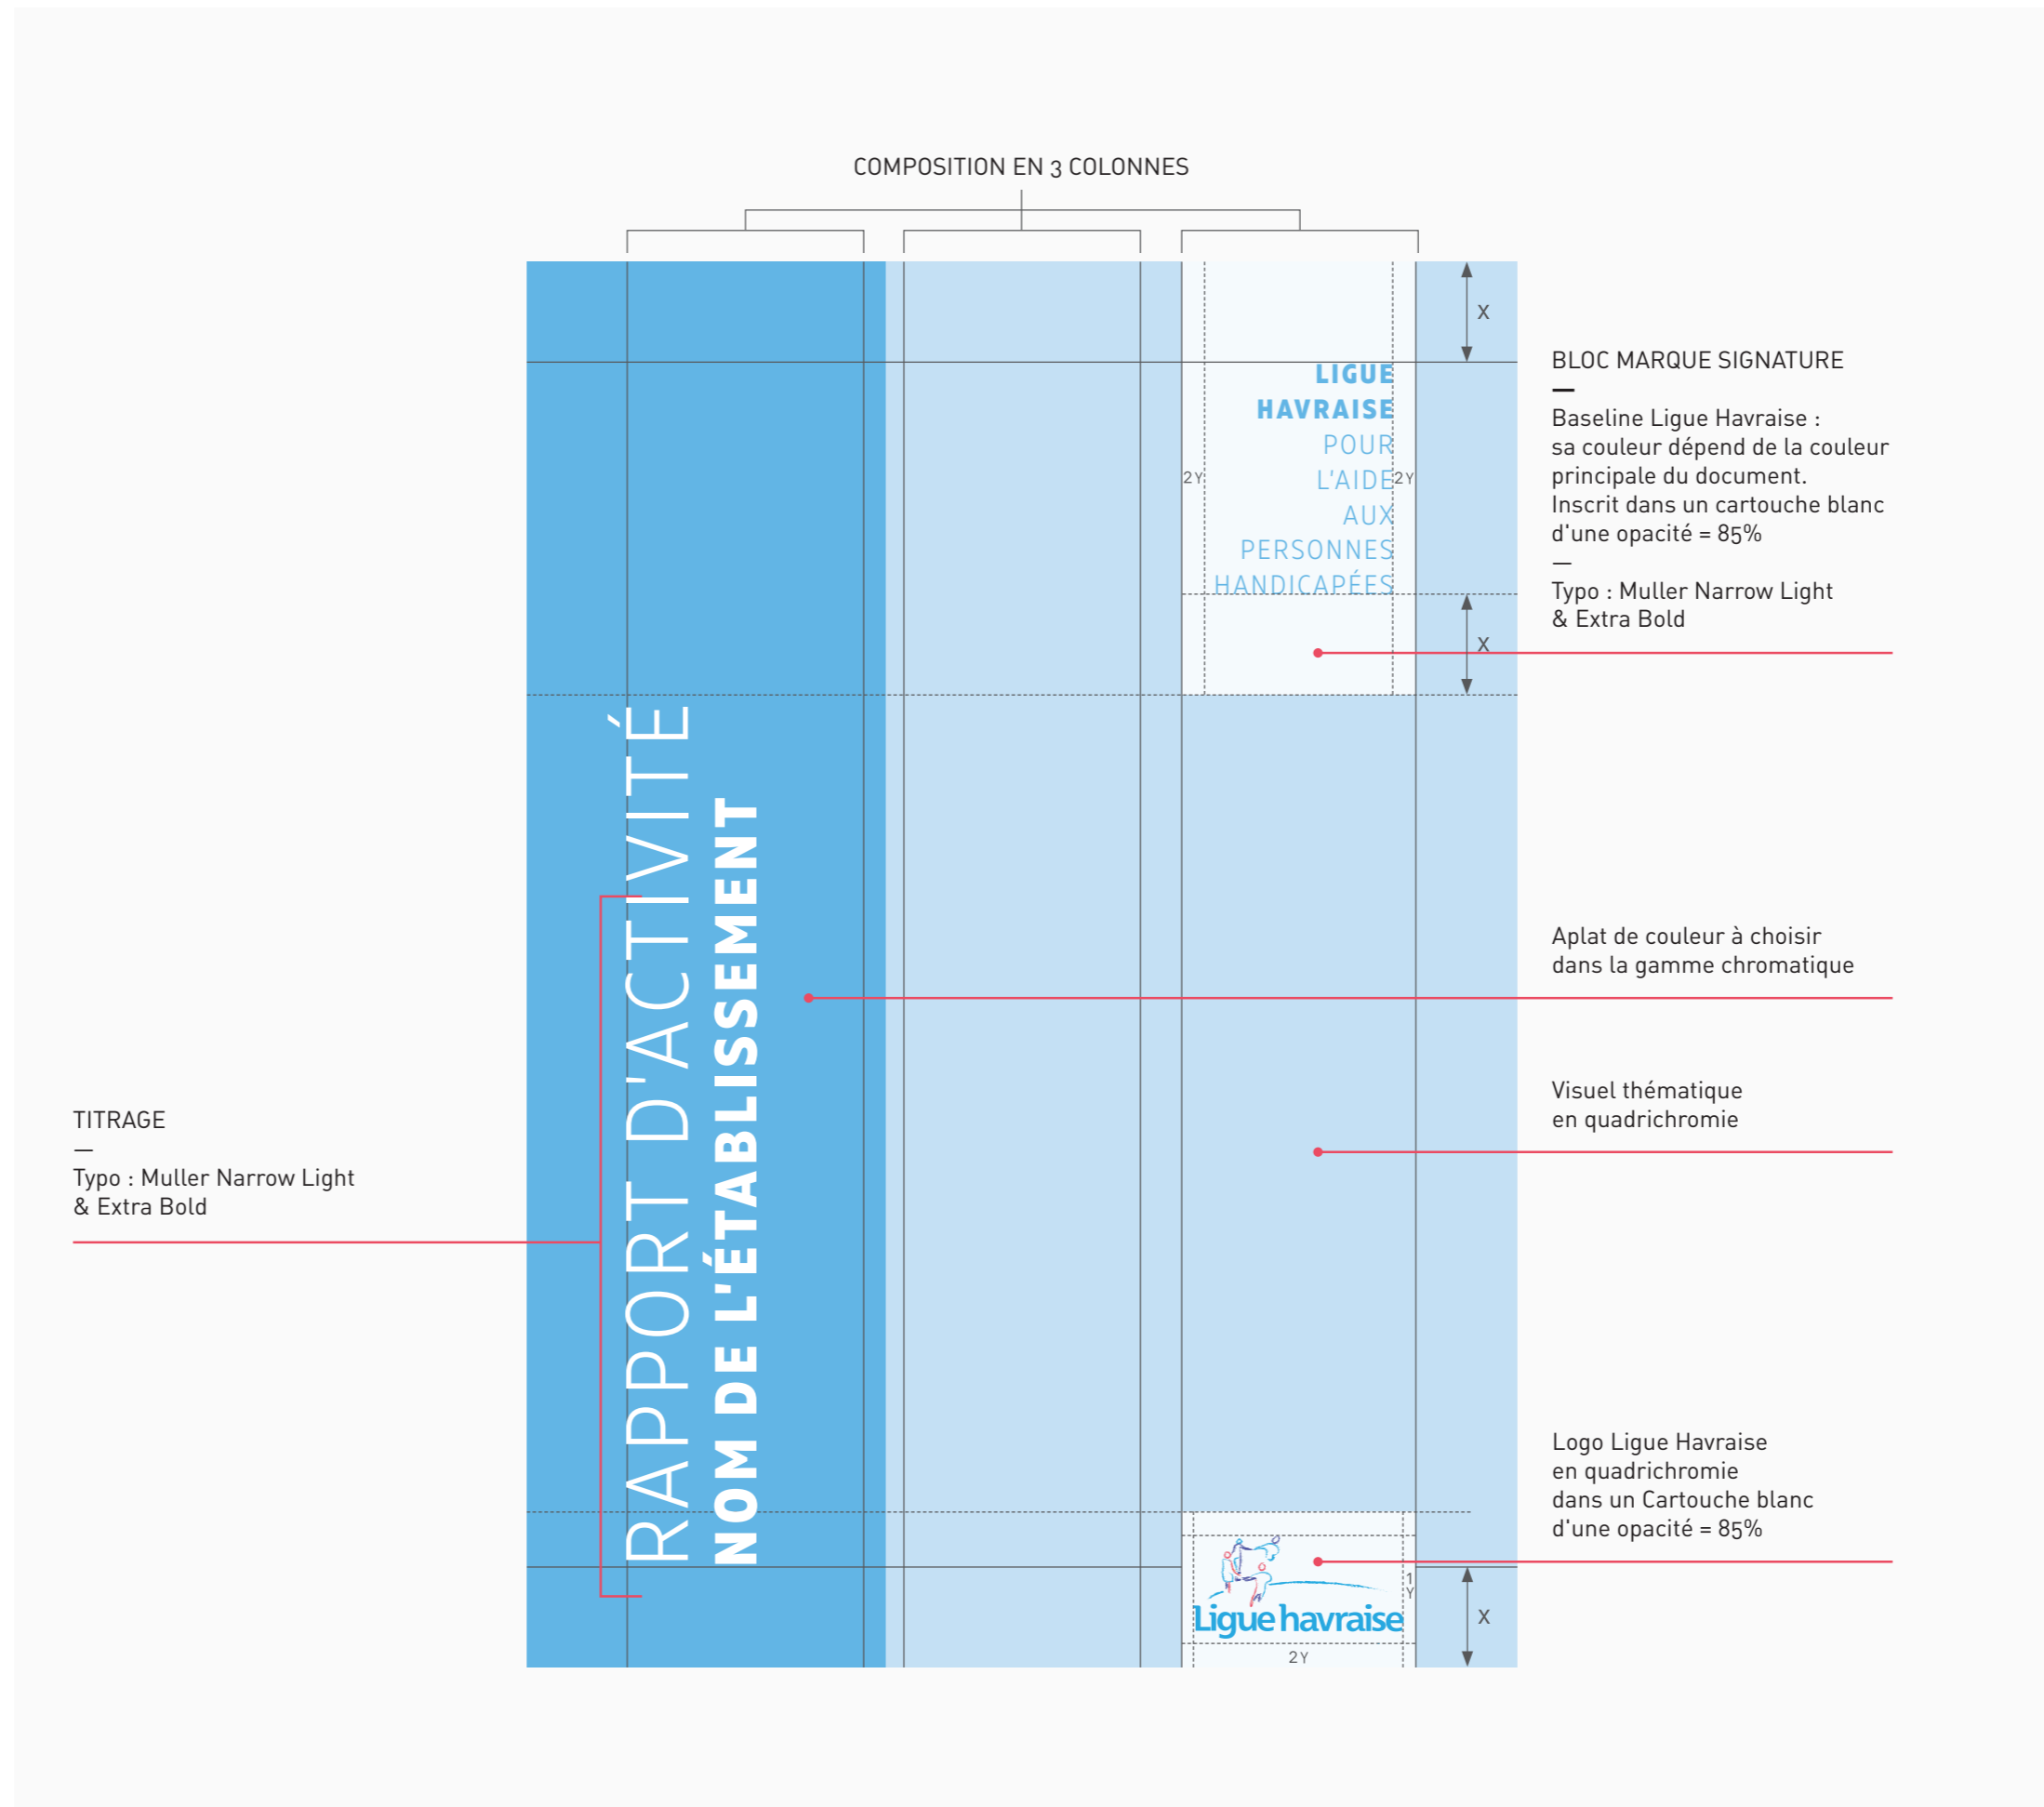 COMPOSITION EN 3 COLONNES
X
LIGUE
HAVRAISE
POUR
L'AIDE
AUX
PERSONNES
HANDICAPÉES
2Y
2Y
X
BLOC MARQUE SIGNATURE
—
Baseline Ligue Havraise :
sa couleur dépend de la couleur
principale du document.
Inscrit dans un cartouche blanc
d'une opacité = 85%
—
Typo : Muller Narrow Light
& Extra Bold
RAPPORT D'ACTIVITÉ
NOM DE L'ÉTABLISSEMENT
Aplat de couleur à choisir
dans la gamme chromatique
Visuel thématique
en quadrichromie
TITRAGE
—
Typo : Muller Narrow Light
& Extra Bold
Logo Ligue Havraise
en quadrichromie
dans un Cartouche blanc
d'une opacité = 85%
1
Y
Ligue havraise
2Y
X